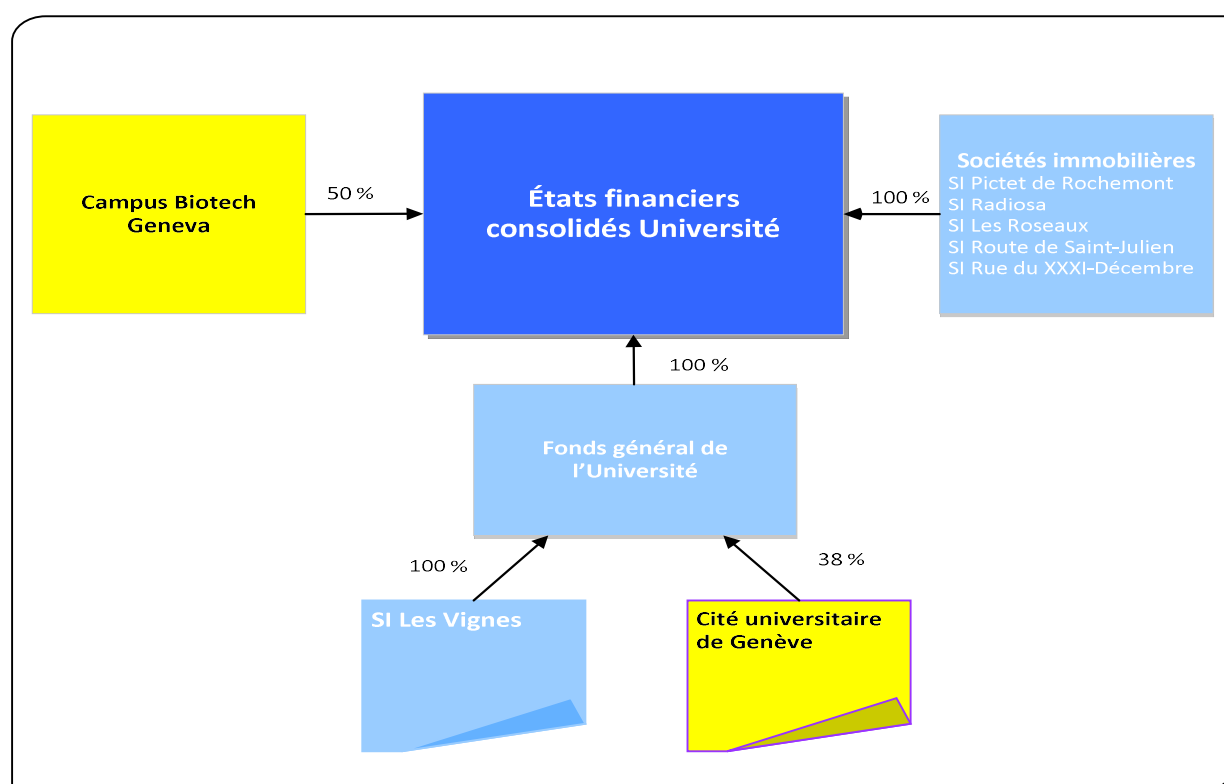 Campus Biotech
Geneva
50 %
États financiers
consolidés Université
100 %
Sociétés immobilières
SI Pictet de Rochemont
SI Radiosa
SI Les Roseaux
SI Route de Saint-Julien
SI Rue du XXXI-Décembre
100 %
Fonds général de
l'Université
100 %
38 %
SI Les Vignes
Cité universitaire
de Genève